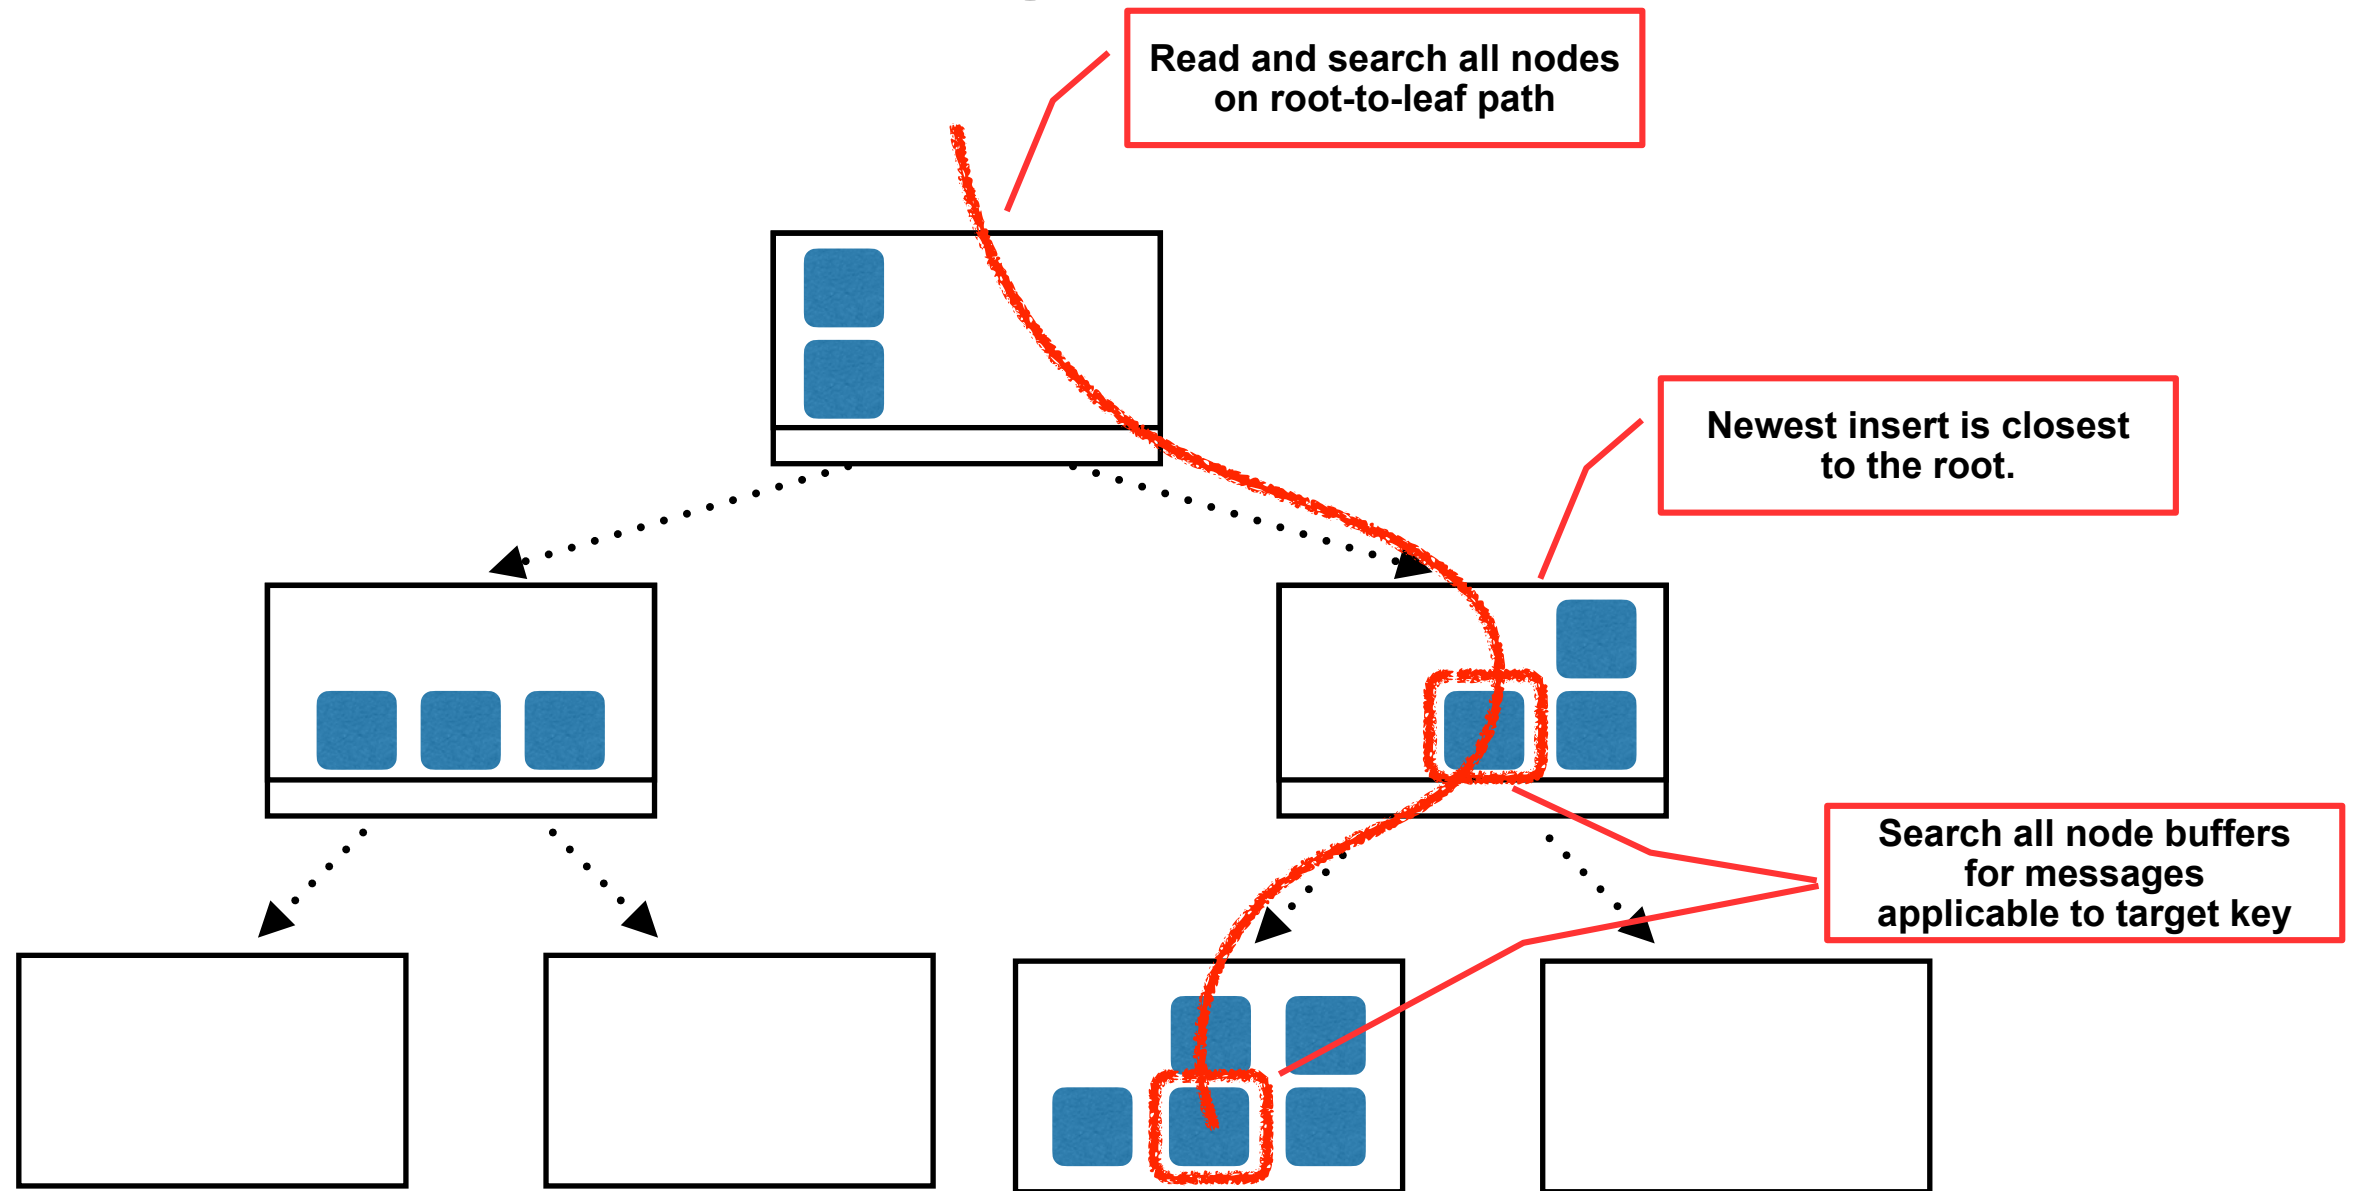 Read and search all nodes
on root-to-leaf path
Newest insert is closest
to the root.
Search all node buffers
for messages
applicable to target key